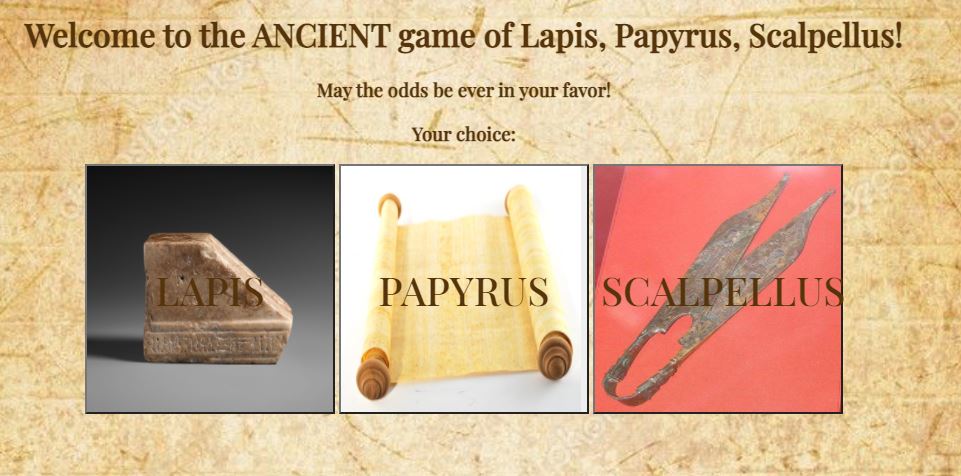 Welcome to the ANCIENT game of Lapis, Papyrus, Scalpellus!
May the odds be ever in your favor!
Your choice:
LAPIS PAPYRUS SCALPELLUS